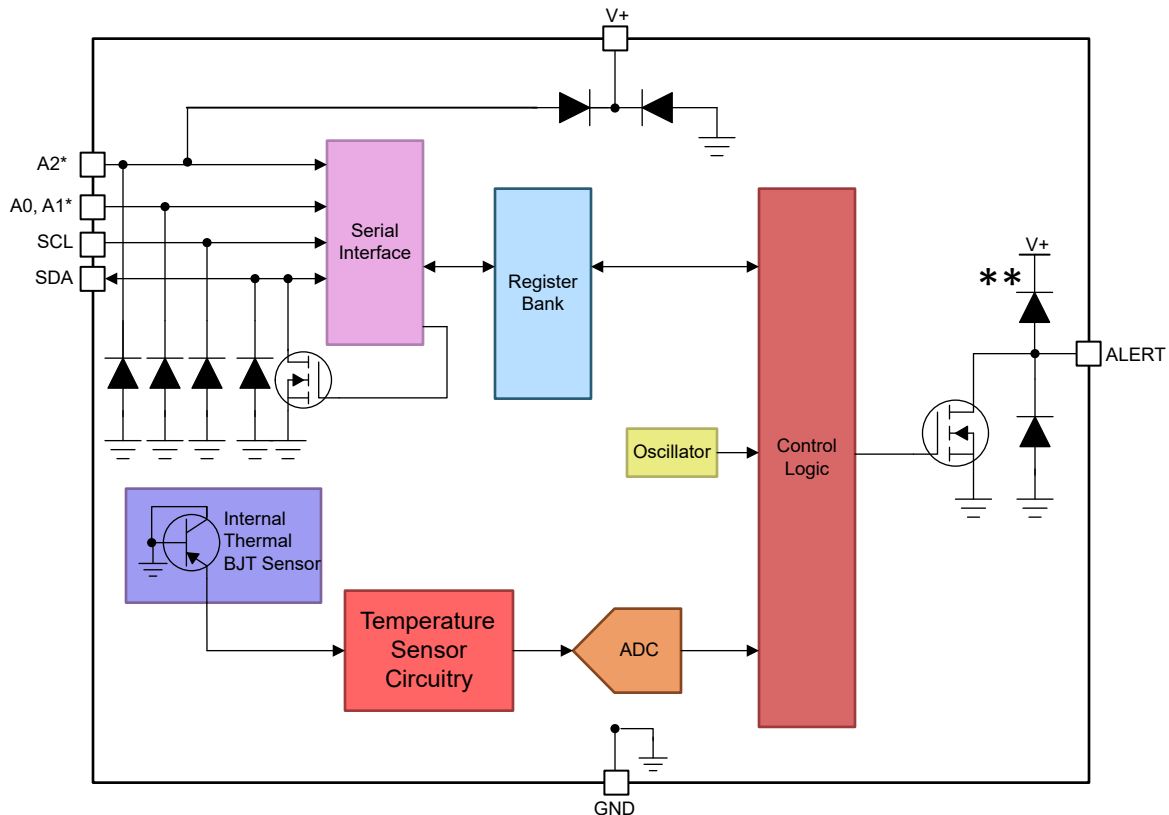 V+
A2*
A0, A1*
SCL
SDA
Serial
Interface
Register
Bank
V+
**
ALERT
Oscillator
Control
Logic
Internal
Thermal
BJT Sensor
Temperature
Sensor
Circuitry
ADC
GND